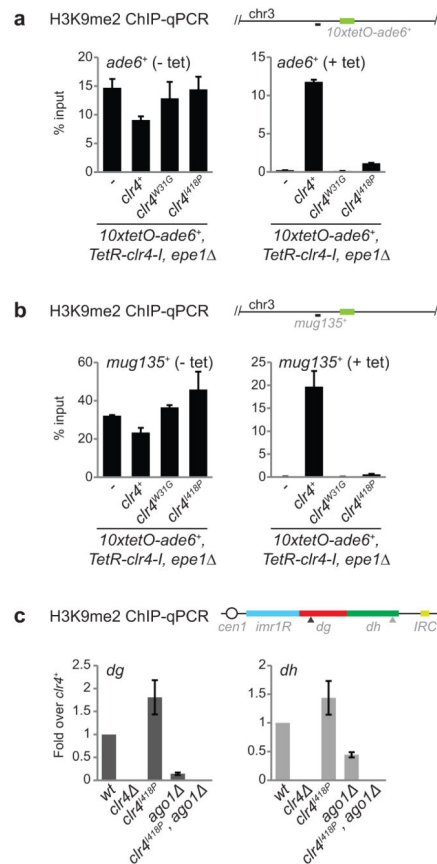 a
H3K9me2 ChIP-qPCR
// chr3 //
10xtetO-ade6⁺
ade6⁺ (- tet)
% input
20
15
10
5
0
-
clr4⁺
clr4ᵂ³¹ᴳ
clr4ᴵ⁴¹⁸ᴾ
10xtetO-ade6⁺,
TetR-clr4-I, epe1Δ
ade6⁺ (+ tet)
15
10
5
0
-
clr4⁺
clr4ᵂ³¹ᴳ
clr4ᴵ⁴¹⁸ᴾ
10xtetO-ade6⁺,
TetR-clr4-I, epe1Δ
b
H3K9me2 ChIP-qPCR
// chr3 //
mug135⁺
mug135⁺ (- tet)
% input
60
40
20
0
-
clr4⁺
clr4ᵂ³¹ᴳ
clr4ᴵ⁴¹⁸ᴾ
10xtetO-ade6⁺,
TetR-clr4-I, epe1Δ
mug135⁺ (+ tet)
25
20
15
10
5
0
-
clr4⁺
clr4ᵂ³¹ᴳ
clr4ᴵ⁴¹⁸ᴾ
10xtetO-ade6⁺,
TetR-clr4-I, epe1Δ
c
H3K9me2 ChIP-qPCR
cen1 imr1R dg dh IRC
dg
Fold over clr4⁺
2.5
2
1.5
1
0.5
0
wt
clr4Δ
clr4ᴵ⁴¹⁸ᴾ
ago1Δ
clr4ᴵ⁴¹⁸ᴾ, ago1Δ
dh
2
1.5
1
0.5
0
wt
clr4Δ
clr4ᴵ⁴¹⁸ᴾ
ago1Δ
clr4ᴵ⁴¹⁸ᴾ, ago1Δ